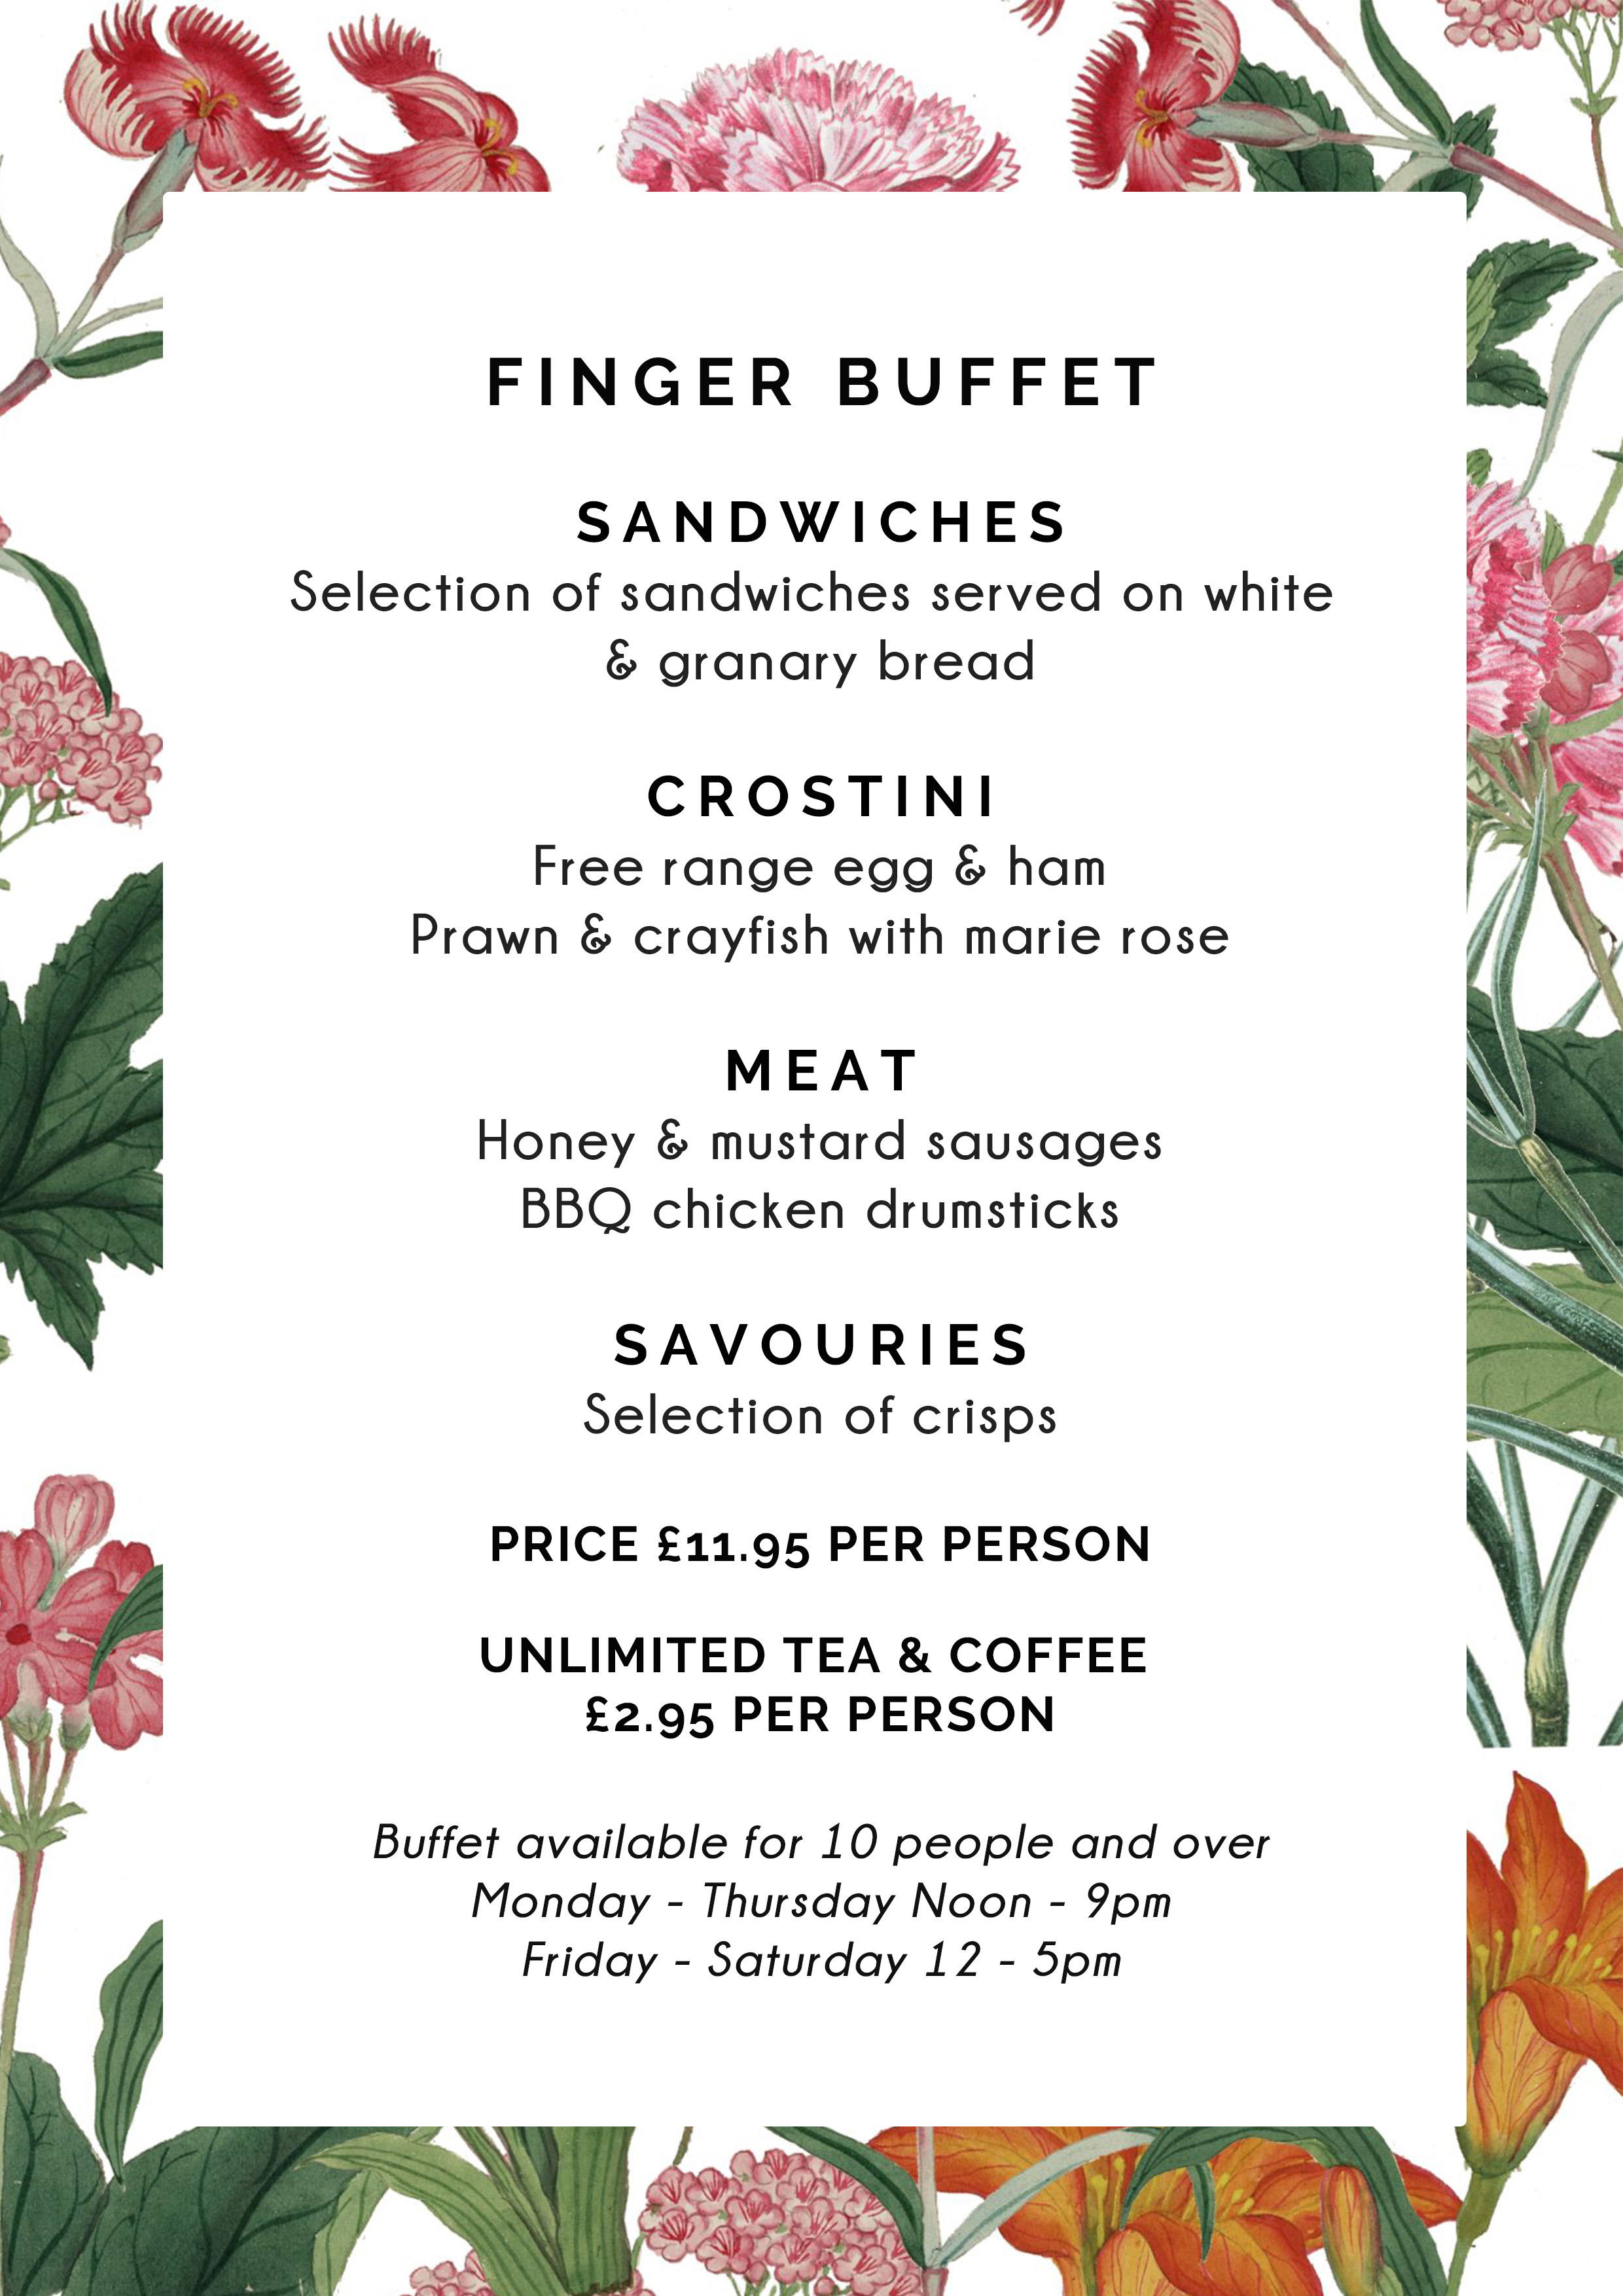 FINGER BUFFET
SANDWICHES
Selection of sandwiches served on white
& granary bread
CROSTINI
Free range egg & ham
Prawn & crayfish with marie rose
MEAT
Honey & mustard sausages
BBQ chicken drumsticks
SAVOURIES
Selection of crisps
PRICE £11.95 PER PERSON
UNLIMITED TEA & COFFEE
£2.95 PER PERSON
Buffet available for 10 people and over
Monday - Thursday Noon - 9pm
Friday - Saturday 12 - 5pm